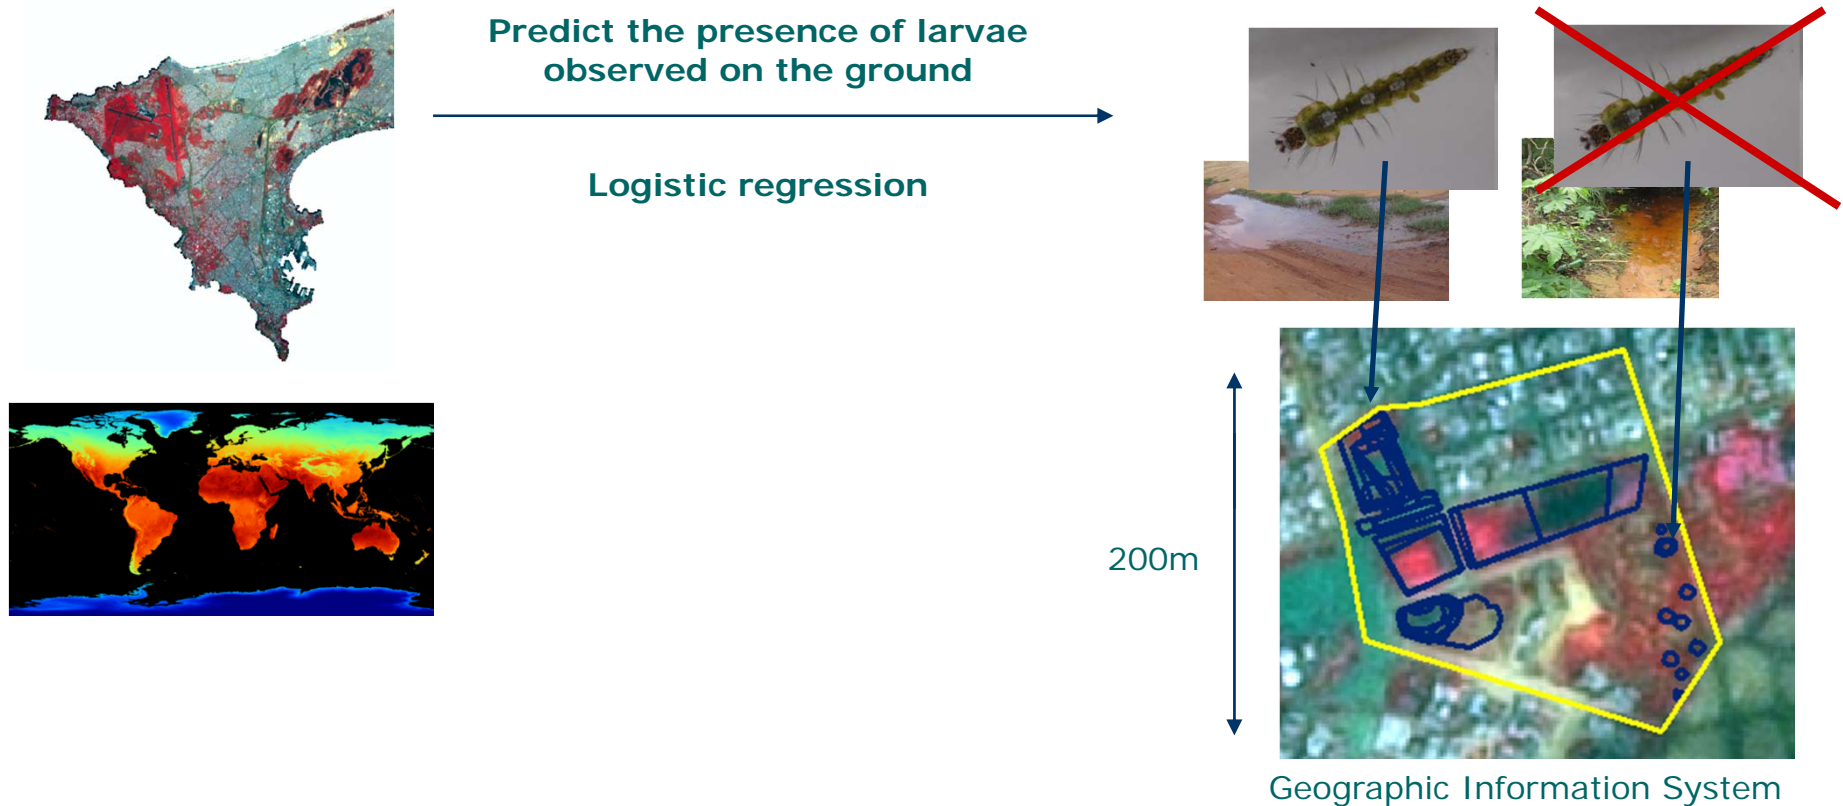 Predict the presence of larvae
observed on the ground
Logistic regression
200m
Geographic Information System